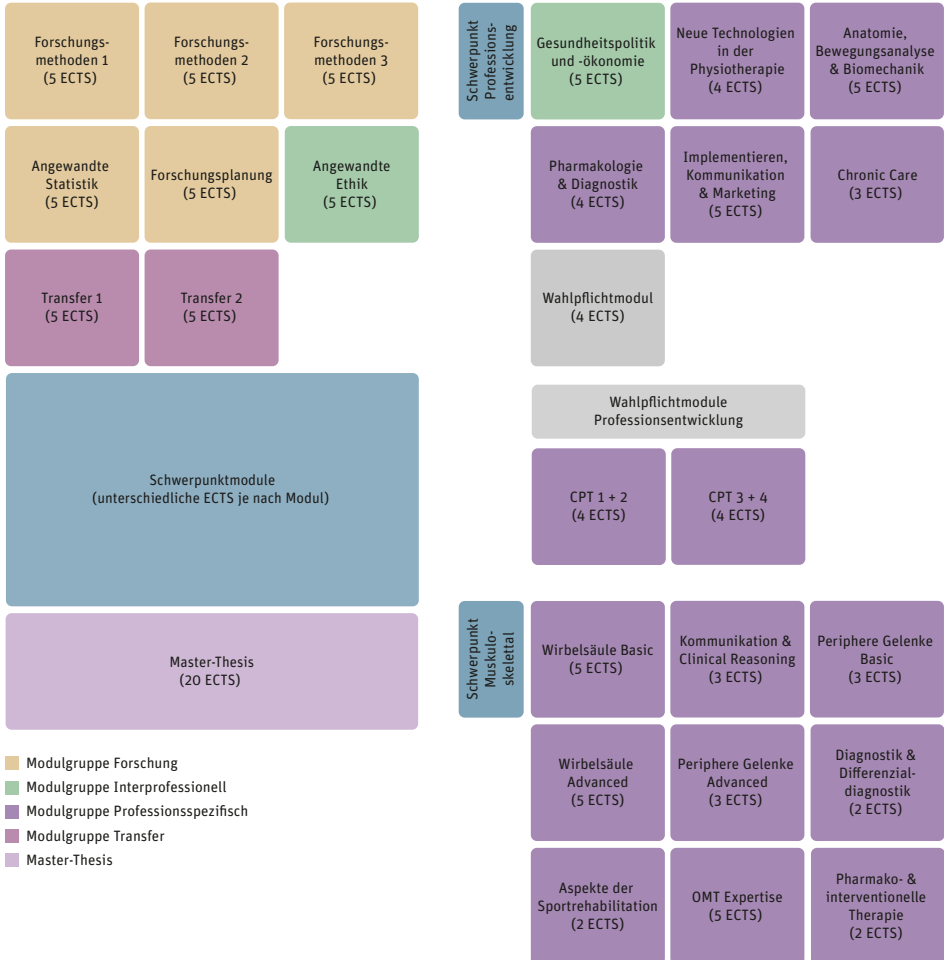 Forschungs-
methoden 1
(5 ECTS)
Forschungs-
methoden 2
(5 ECTS)
Forschungs-
methoden 3
(5 ECTS)
Angewandte
Statistik
(5 ECTS)
Forschungsplanung
(5 ECTS)
Angewandte
Ethik
(5 ECTS)
Transfer 1
(5 ECTS)
Transfer 2
(5 ECTS)
Schwerpunktmodule
(unterschiedliche ECTS je nach Modul)
Master-Thesis
(20 ECTS)
Modulgruppe Forschung
Modulgruppe Interprofessionell
Modulgruppe Professionsspezifisch
Modulgruppe Transfer
Master-Thesis
Schwerpunkt
Professions-
entwicklung
Gesundheitspolitik
und -ökonomie
(5 ECTS)
Neue Technologien
in der
Physiotherapie
(4 ECTS)
Anatomie,
Bewegungsanalyse
& Biomechanik
(5 ECTS)
Pharmakologie
& Diagnostik
(4 ECTS)
Implementieren,
Kommunikation
& Marketing
(5 ECTS)
Chronic Care
(3 ECTS)
Wahlpflichtmodul
(4 ECTS)
Wahlpflichtmodule
Professionsentwicklung
CPT 1 + 2
(4 ECTS)
CPT 3 + 4
(4 ECTS)
Schwerpunkt
Muskulo-
skelettal
Wirbelsäule Basic
(5 ECTS)
Kommunikation &
Clinical Reasoning
(3 ECTS)
Periphere Gelenke
Basic
(3 ECTS)
Wirbelsäule
Advanced
(5 ECTS)
Periphere Gelenke
Advanced
(3 ECTS)
Diagnostik &
Differenzial-
diagnostik
(2 ECTS)
Aspekte der
Sportrehabilitation
(2 ECTS)
OMT Expertise
(5 ECTS)
Pharmako- &
interventionelle
Therapie
(2 ECTS)